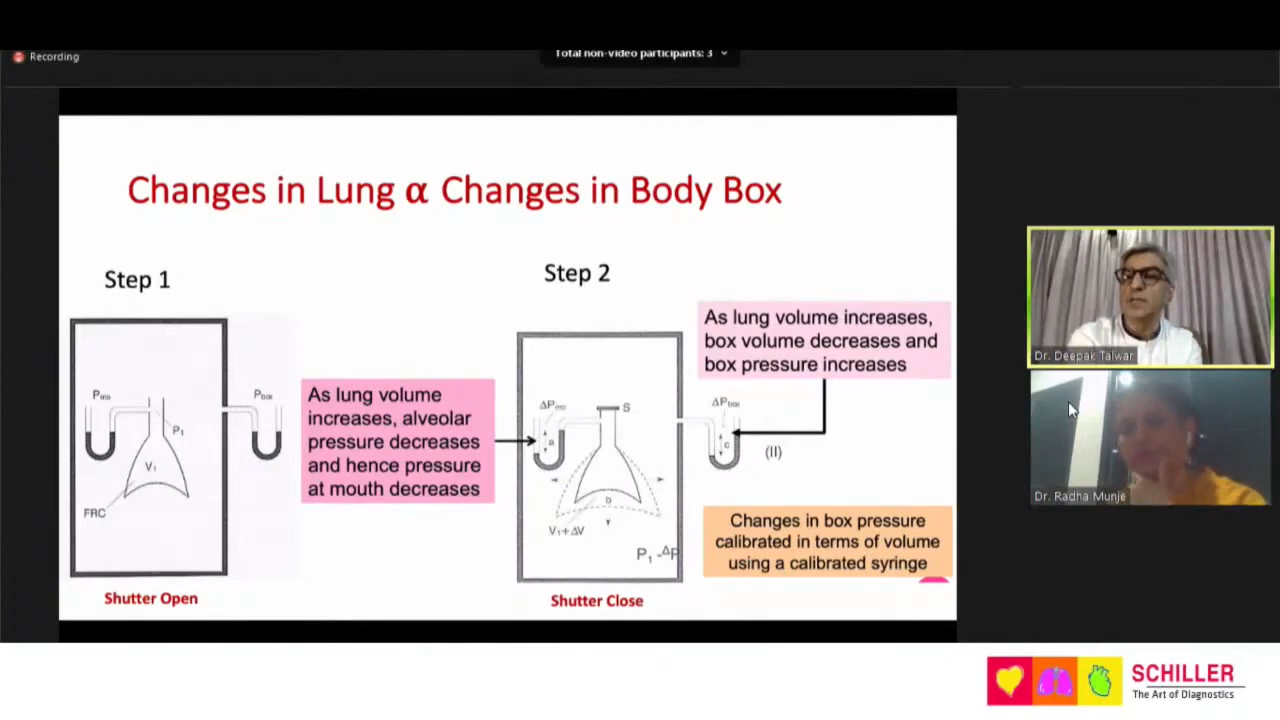 Recording
Total non-video participants: 3
Changes in Lung α Changes in Body Box
Step 1
Step 2
As lung volume increases,
box volume decreases and
box pressure increases
As lung volume
increases, alveolar
pressure decreases
and hence pressure
at mouth decreases
Pmo
Pbox
P₁
V₁
FRC
ΔPmo
S
ΔPbox
a
c
(II)
b
V₁+ΔV
P₁ -ΔP
Changes in box pressure
calibrated in terms of volume
using a calibrated syringe
Shutter Open
Shutter Close
Dr. Deepak Talwar
Dr. Radha Munje
SCHILLER
The Art of Diagnostics